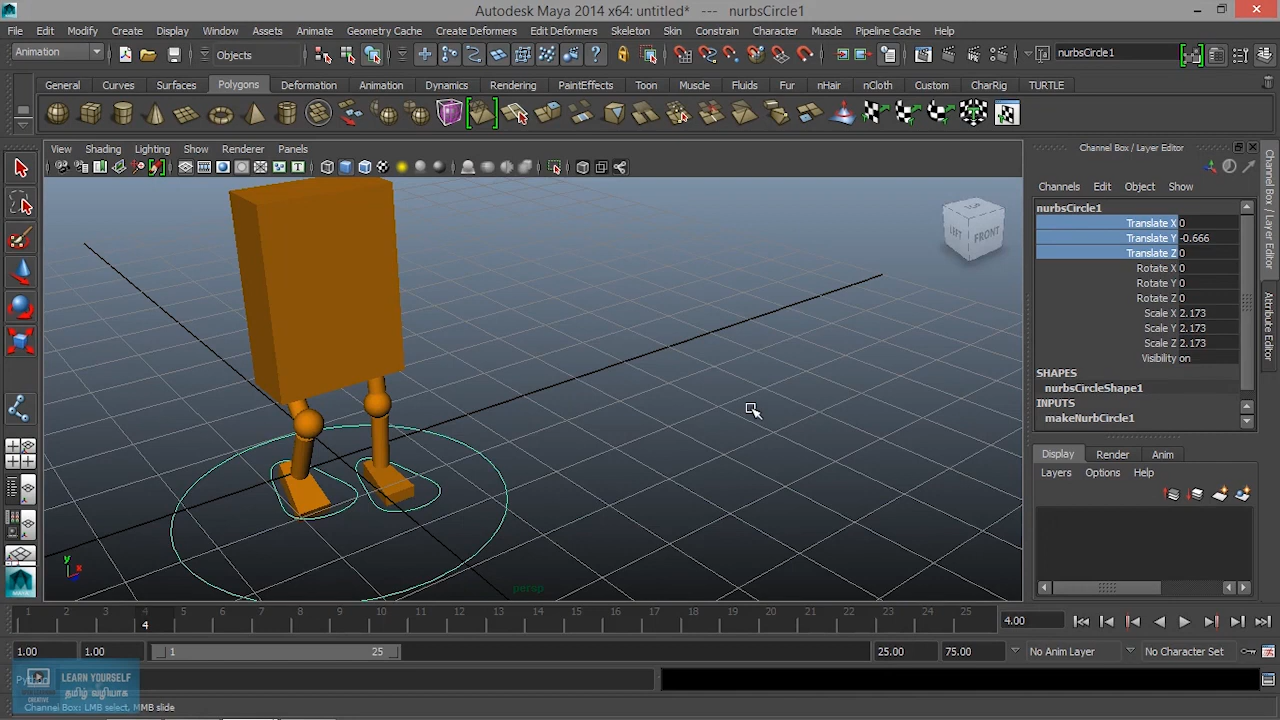 Autodesk Maya 2014 x64: untitled* --- nurbsCircle1
File Edit Modify Create Display Window Assets Animate Geometry Cache Create Deformers Edit Deformers Skeleton Skin Constrain Character Muscle Pipeline Cache Help
Animation Objects nurbsCircle1
General Curves Surfaces Polygons Deformation Animation Dynamics Rendering PaintEffects Toon Muscle Fluids Fur nHair nCloth Custom CharRig TURTLE
View Shading Lighting Show Renderer Panels
Channel Box / Layer Editor
Channels Edit Object Show
nurbsCircle1
Translate X 0
Translate Y -0.666
Translate Z 0
Rotate X 0
Rotate Y 0
Rotate Z 0
Scale X 2.173
Scale Y 2.173
Scale Z 2.173
Visibility on
SHAPES
nurbsCircleShape1
INPUTS
makeNurbCircle1
Display Render Anim
Layers Options Help
Channel Box / Layer Editor
Attribute Editor
FRONT
persp
1 2 3 4 5 6 7 8 9 10 11 12 13 14 15 16 17 18 19 20 21 22 23 24 25
4
4.00
1.00 1.00 1 25 25.00 75.00 No Anim Layer No Character Set
LEARN YOURSELF
தமிழ் வழியாக
CREATIVE
Channel Box: LMB select, MMB slide